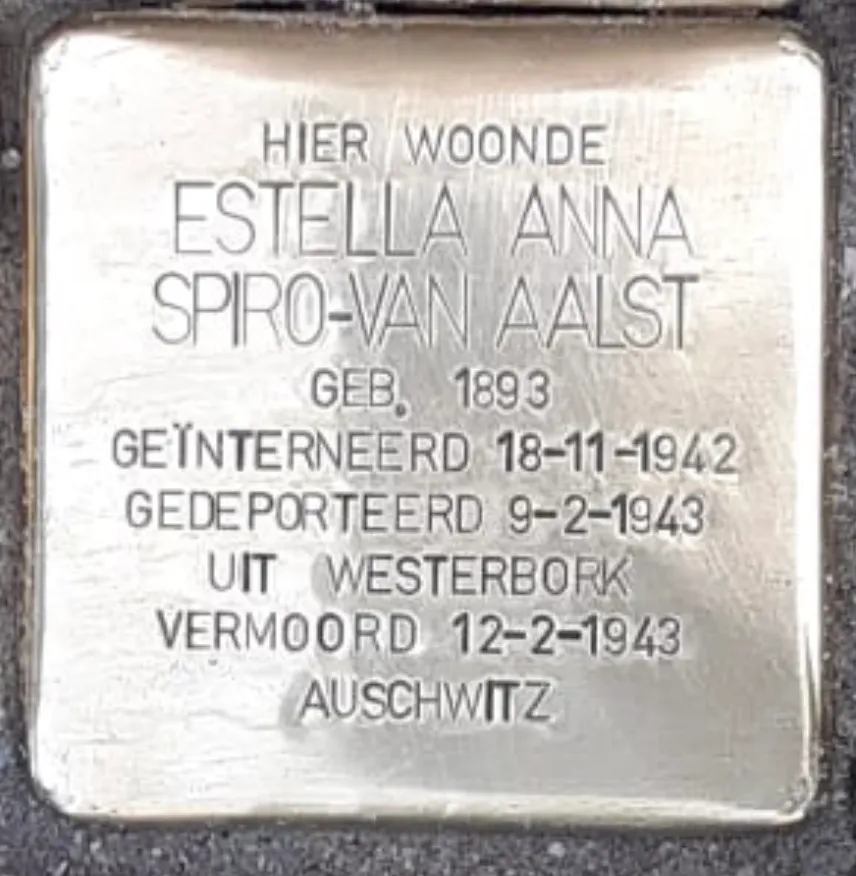 HIER WOONDE
ESTELLA ANNA
SPIRO-VAN AALST
GEB. 1893
GEÏNTERNEERD 18-11-1942
GEDEPORTEERD 9-2-1943
UIT WESTERBORK
VERMOORD 12-2-1943
AUSCHWITZ